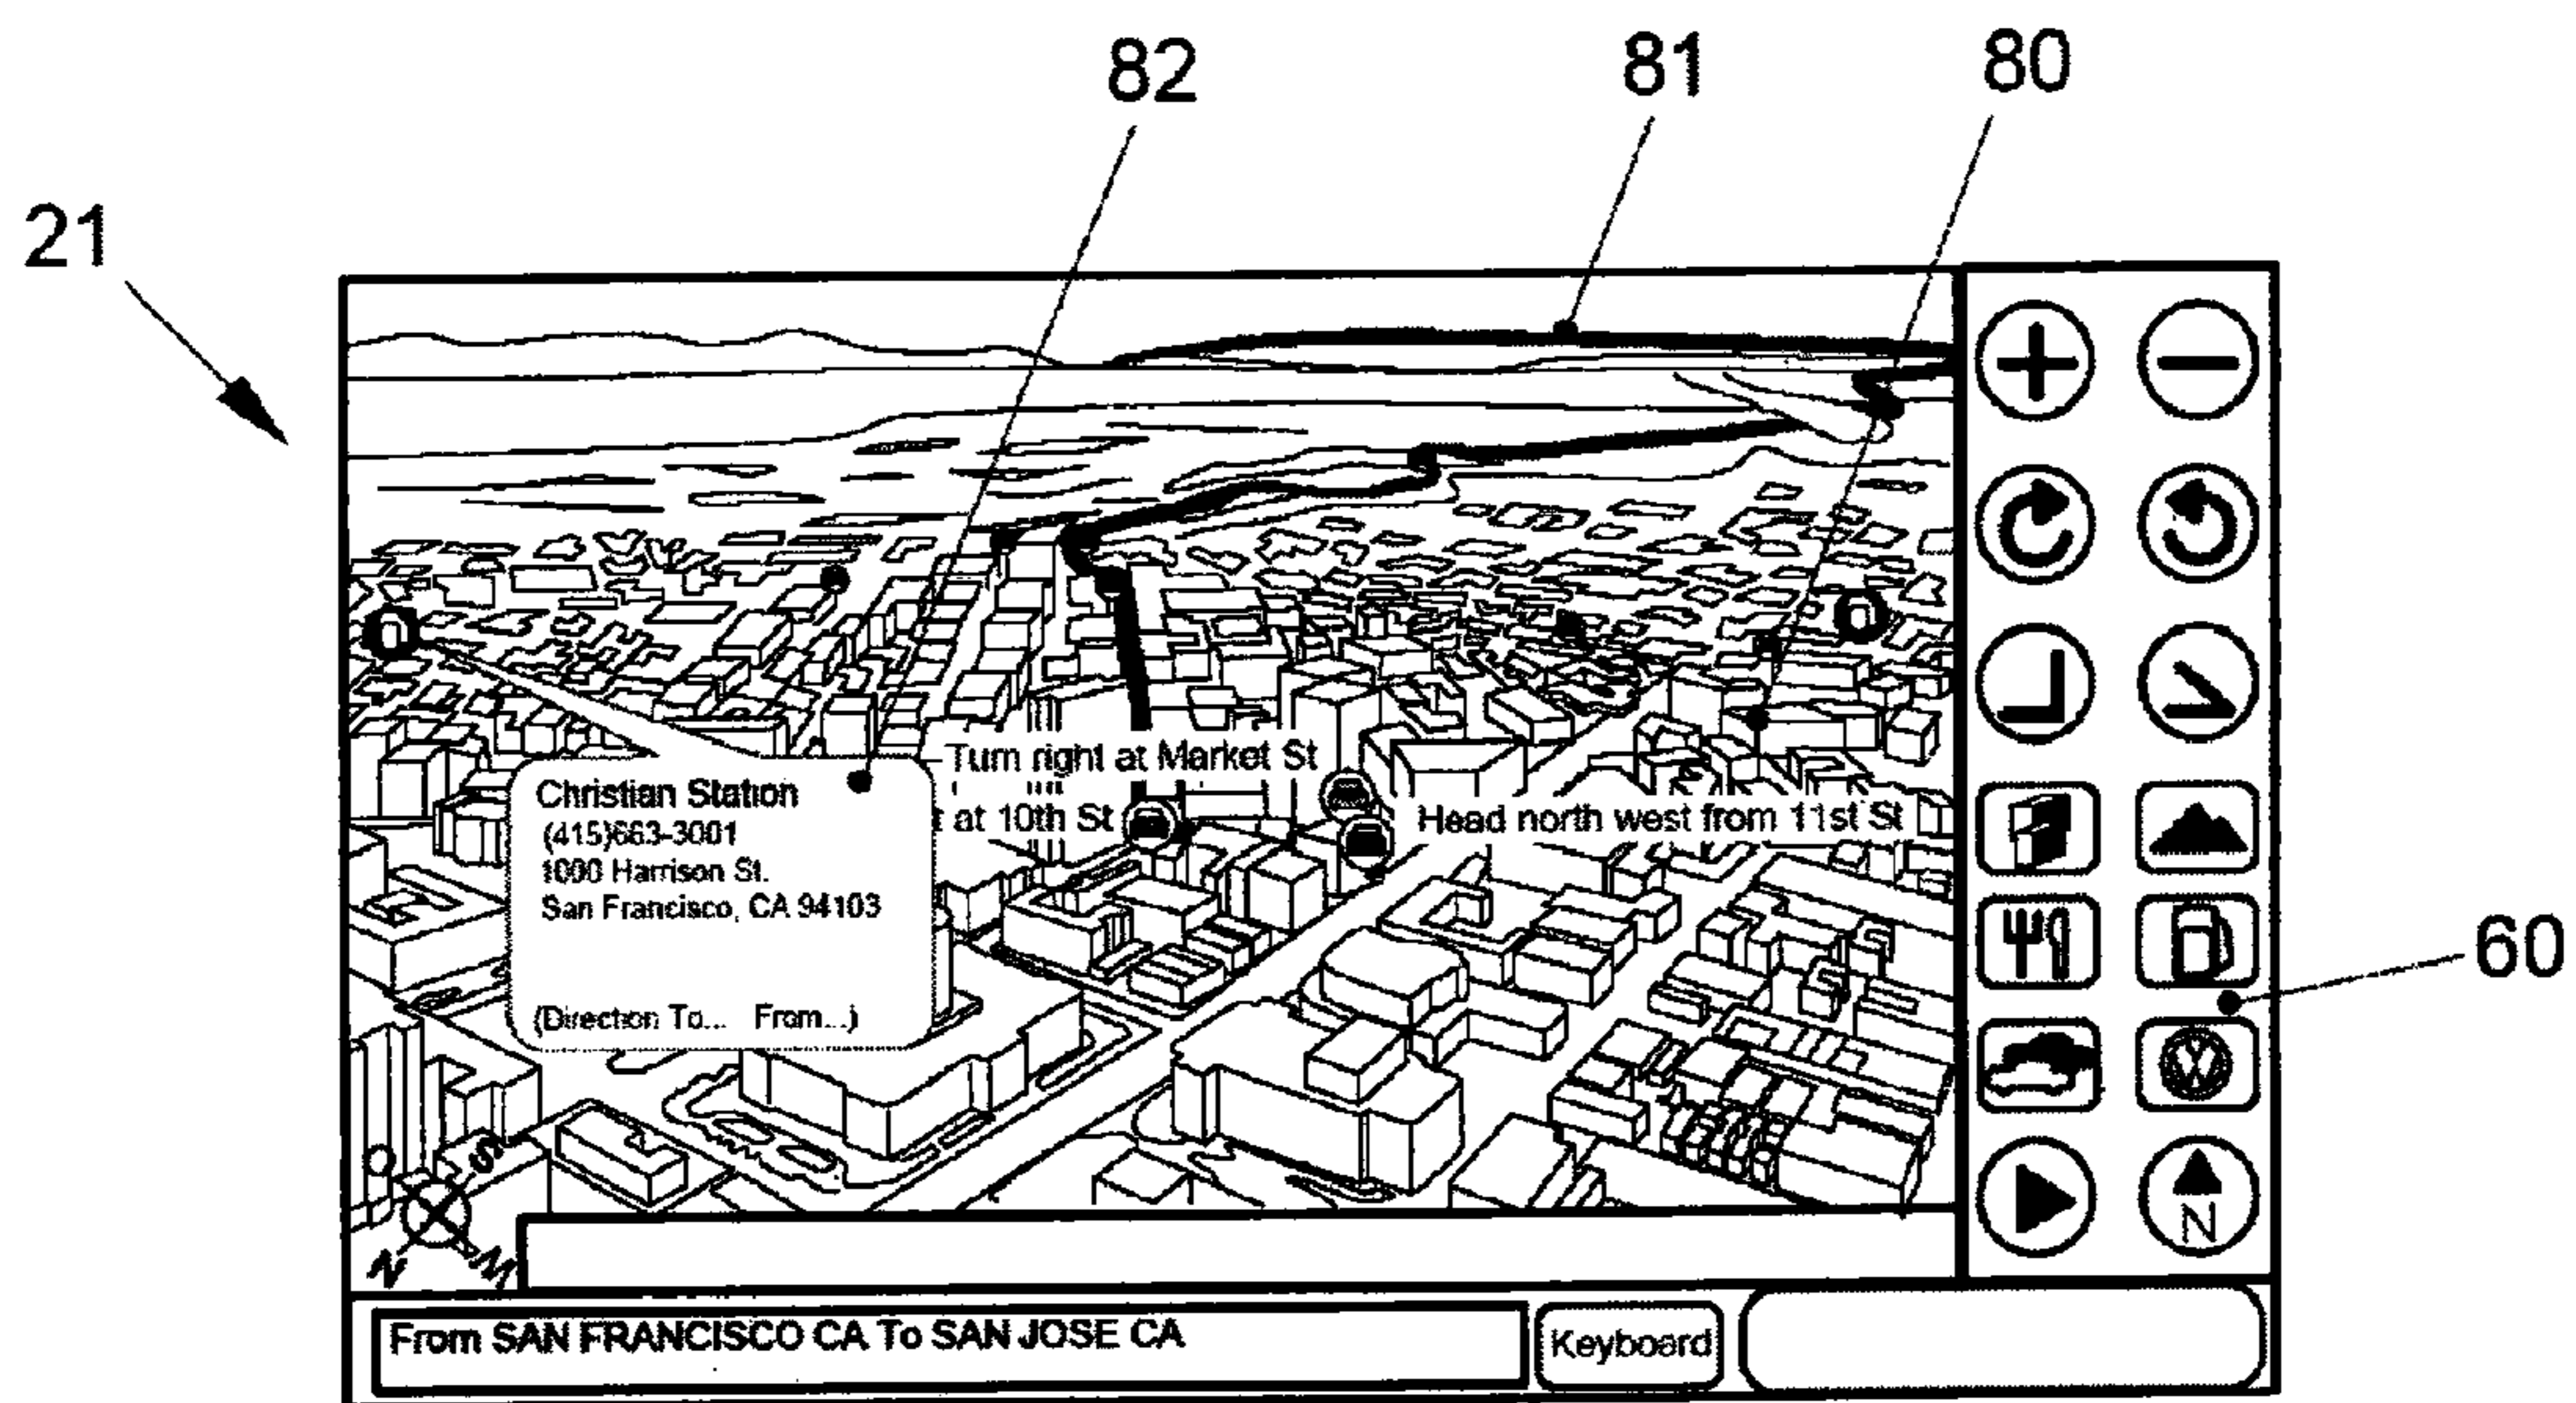 82
81
80
21
Turn right at Market St
Christian Station
(415)663-3001
at 10th St
Head north west from 11st St
1000 Harrison St.
San Francisco, CA 94103
60
(Direction To... From...)
S
N
N
From SAN FRANCISCO CA To SAN JOSE CA
Keyboard